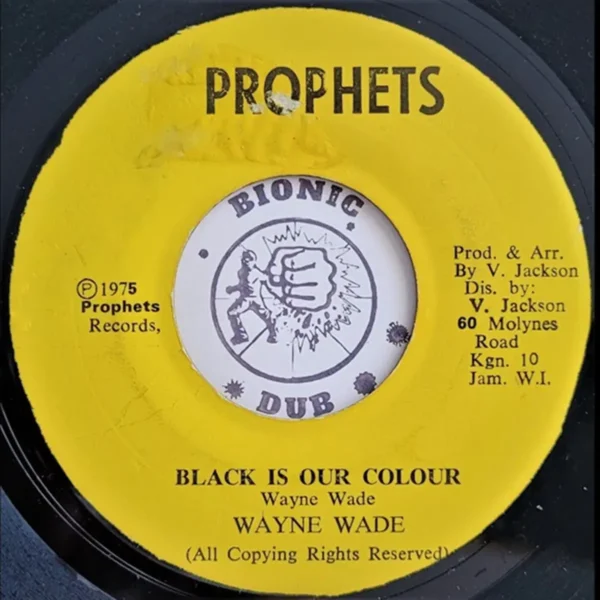 PROPHETS
BIONIC
DUB
Ⓟ1975
Prophets
Records,
Prod. & Arr.
By V. Jackson
Dis. by:
V. Jackson
60 Molynes
Road
Kgn. 10
Jam. W.I.
BLACK IS OUR COLOUR
Wayne Wade
WAYNE WADE
(All Copying Rights Reserved)